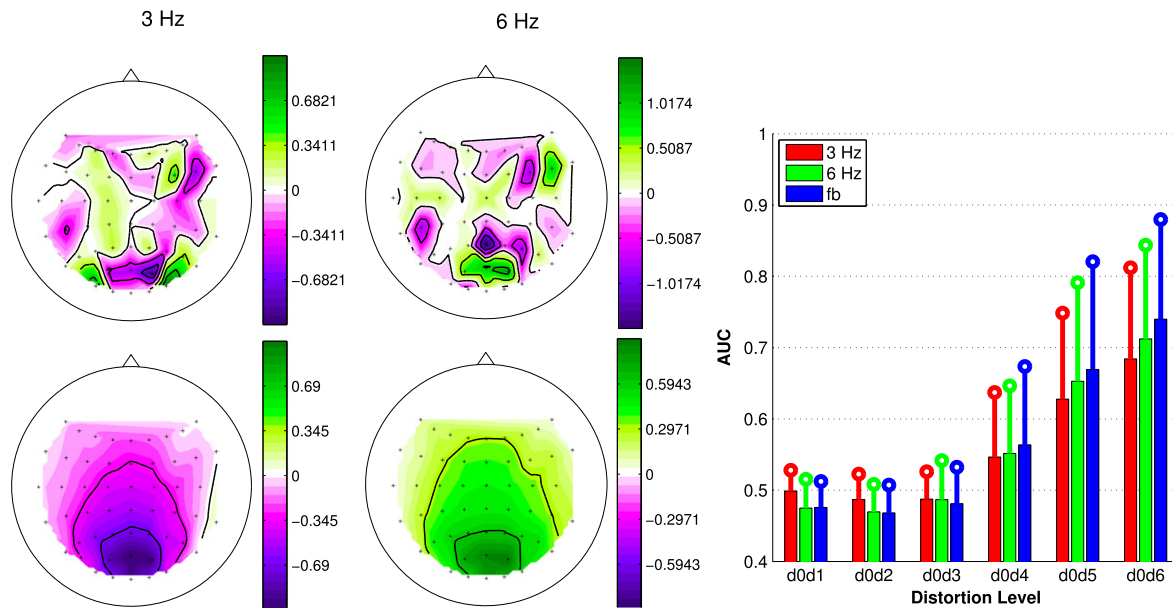 3 Hz
6 Hz
0.6821
0.3411
0
−0.3411
−0.6821
1.0174
0.5087
0
−0.5087
−1.0174
0.69
0.345
0
−0.345
−0.69
0.5943
0.2971
0
−0.2971
−0.5943
1
0.9
0.8
0.7
0.6
0.5
0.4
AUC
3 Hz
6 Hz
fb
d0d1
d0d2
d0d3
d0d4
d0d5
d0d6
Distortion Level